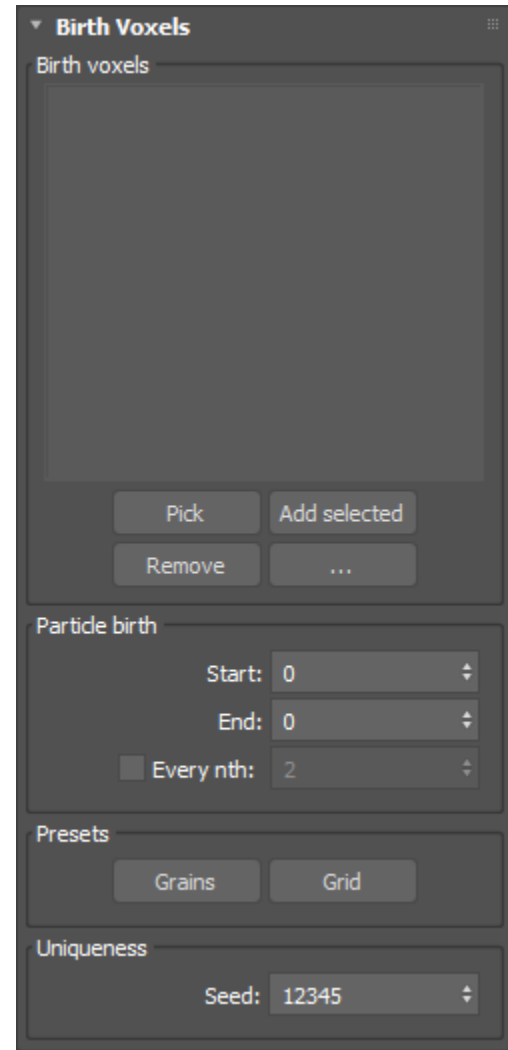 Birth Voxels
Birth voxels
Pick Add selected
Remove ...
Particle birth
Start: 0
End: 0
Every nth: 2
Presets
Grains Grid
Uniqueness
Seed: 12345